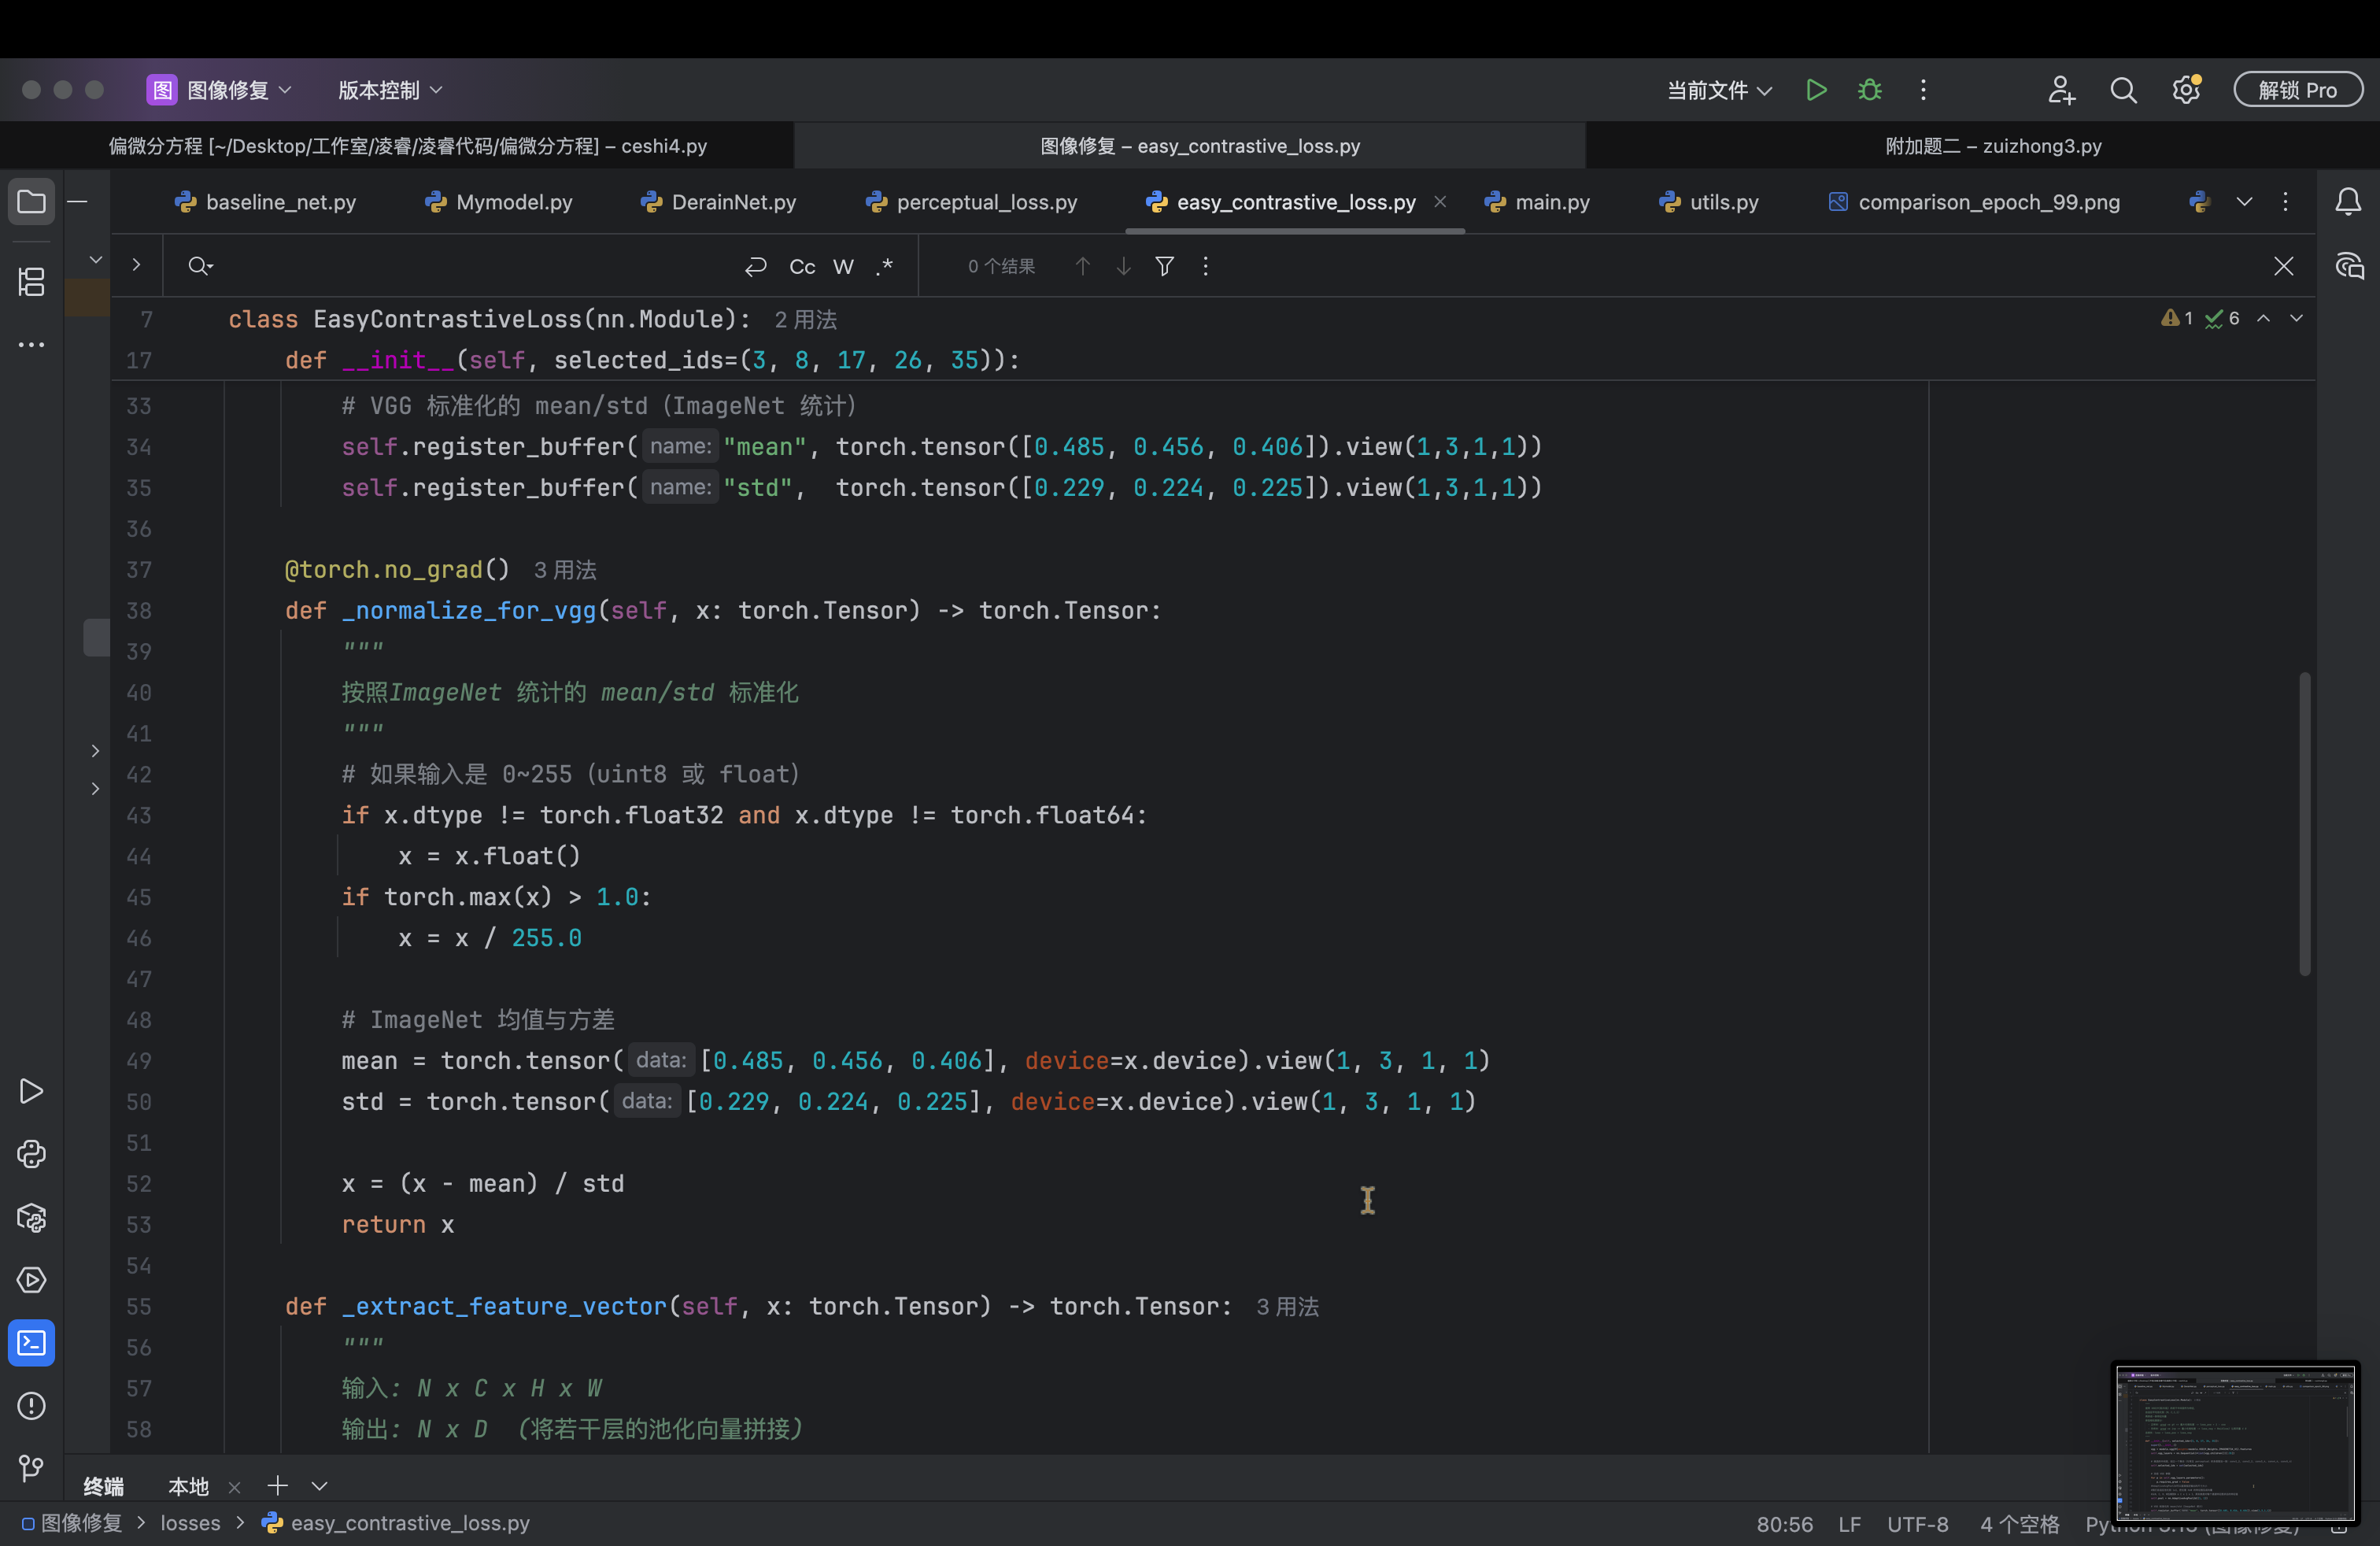 图 图像修复 版本控制 当前文件 解锁 Pro
偏微分方程 [~/Desktop/工作室/凌睿/凌睿代码/偏微分方程] – ceshi4.py 图像修复 – easy_contrastive_loss.py 附加题二 – zuizhong3.py
baseline_net.py Mymodel.py DerainNet.py perceptual_loss.py easy_contrastive_loss.py main.py utils.py comparison_epoch_99.png
Cc W .* 0 个结果
7 class EasyContrastiveLoss(nn.Module): 2 用法 1 6
17 def __init__(self, selected_ids=(3, 8, 17, 26, 35)):
33 # VGG 标准化的 mean/std（ImageNet 统计）
34 self.register_buffer( name: "mean", torch.tensor([0.485, 0.456, 0.406]).view(1,3,1,1))
35 self.register_buffer( name: "std",  torch.tensor([0.229, 0.224, 0.225]).view(1,3,1,1))
36
37 @torch.no_grad() 3 用法
38 def _normalize_for_vgg(self, x: torch.Tensor) -> torch.Tensor:
39 """
40 按照ImageNet 统计的 mean/std 标准化
41 """
42 # 如果输入是 0~255（uint8 或 float）
43 if x.dtype != torch.float32 and x.dtype != torch.float64:
44 x = x.float()
45 if torch.max(x) > 1.0:
46 x = x / 255.0
47
48 # ImageNet 均值与方差
49 mean = torch.tensor( data: [0.485, 0.456, 0.406], device=x.device).view(1, 3, 1, 1)
50 std = torch.tensor( data: [0.229, 0.224, 0.225], device=x.device).view(1, 3, 1, 1)
51
52 x = (x - mean) / std
53 return x
54
55 def _extract_feature_vector(self, x: torch.Tensor) -> torch.Tensor: 3 用法
56 """
57 输入: N x C x H x W
58 输出: N x D （将若干层的池化向量拼接）
终端 本地
图像修复 > losses > easy_contrastive_loss.py 80:56 LF UTF-8 4 个空格